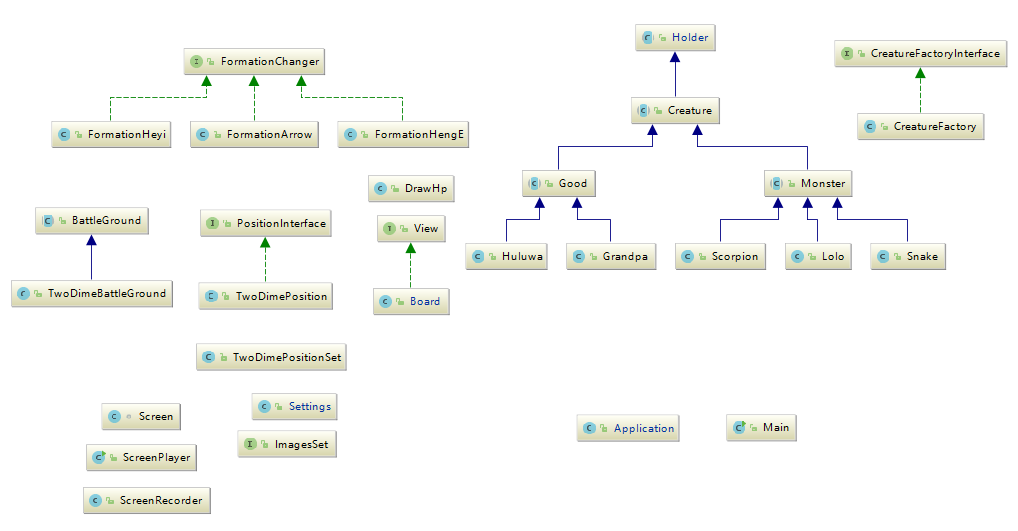 Holder
FormationChanger
CreatureFactoryInterface
Creature
FormationHeyi
FormationArrow
FormationHengE
CreatureFactory
DrawHp
Good
Monster
BattleGround
PositionInterface
View
Huluwa
Grandpa
Scorpion
Lolo
Snake
TwoDimeBattleGround
TwoDimePosition
Board
TwoDimePositionSet
Settings
Screen
Application
Main
ImagesSet
ScreenPlayer
ScreenRecorder